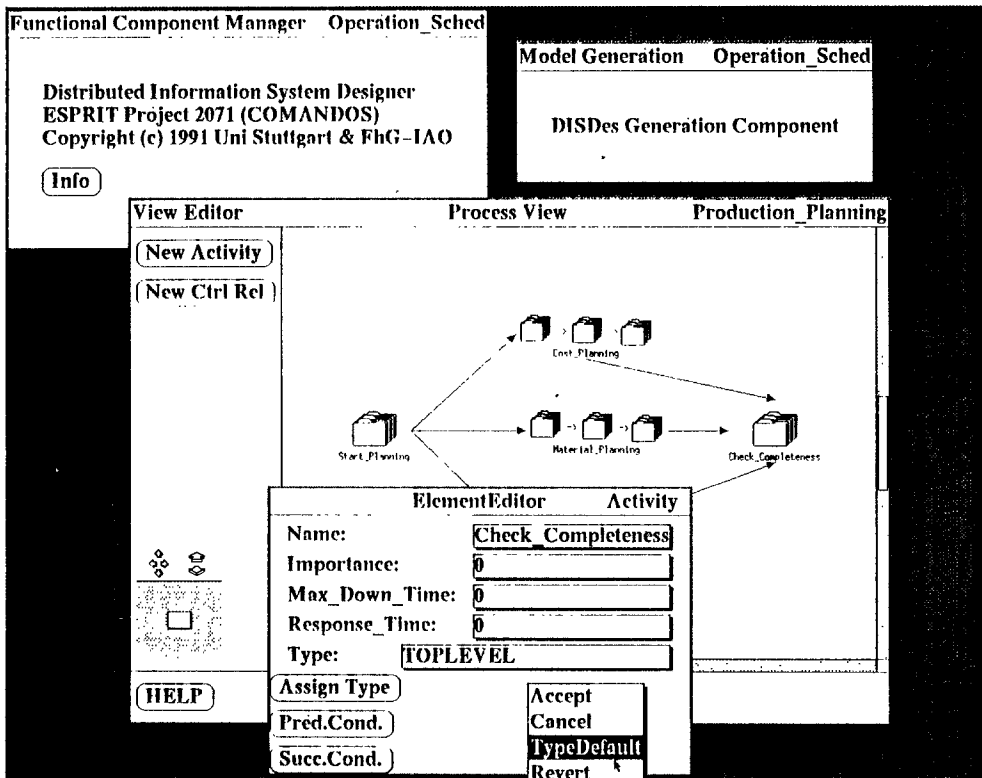 Functional Component Manager Operation_Sched
Distributed Information System Designer
ESPRIT Project 2071 (COMANDOS)
Copyright (c) 1991 Uni Stuttgart & FhG-IAO
Info
Model Generation Operation_Sched
DISDes Generation Component
View Editor Process View Production_Planning
New Activity
New Ctrl Rel
Cost_Planning
Start_Planning
Material_Planning
Check_Completeness
ElementEditor Activity
Name: Check_Completeness
Importance: 0
Max_Down_Time: 0
Response_Time: 0
Type: TOPLEVEL
HELP
Assign Type
Pred.Cond.
Succ.Cond.
Accept
Cancel
TypeDefault
Revert